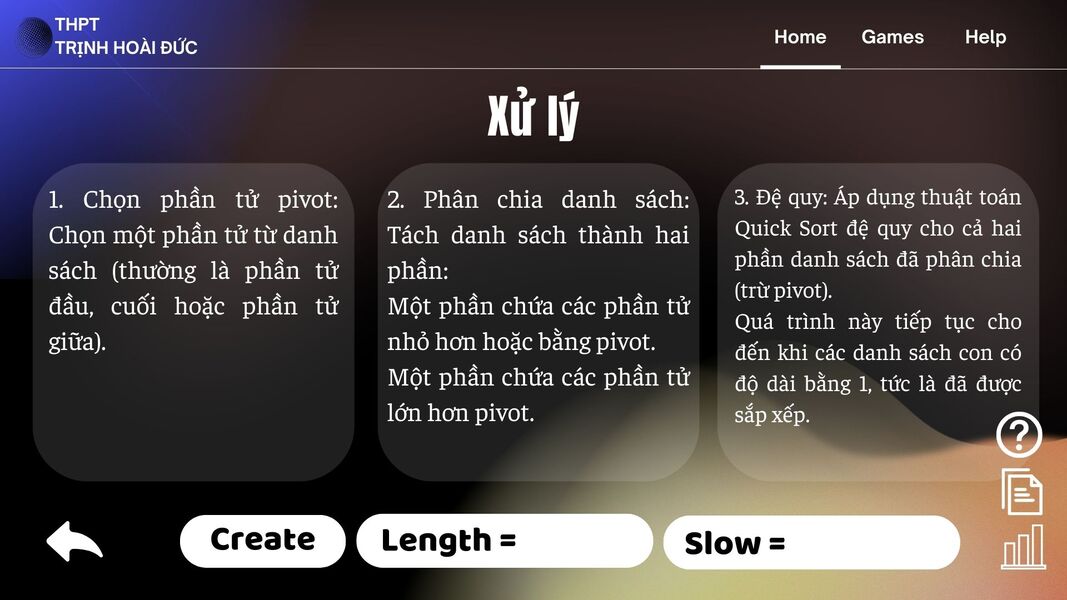 THPT
TRỊNH HOÀI ĐỨC
Home Games Help
Xử lý
1. Chọn phần tử pivot:
Chọn một phần tử từ danh
sách (thường là phần tử
đầu, cuối hoặc phần tử
giữa).
2. Phân chia danh sách:
Tách danh sách thành hai
phần:
Một phần chứa các phần tử
nhỏ hơn hoặc bằng pivot.
Một phần chứa các phần tử
lớn hơn pivot.
3. Đệ quy: Áp dụng thuật toán
Quick Sort đệ quy cho cả hai
phần danh sách đã phân chia
(trừ pivot).
Quá trình này tiếp tục cho
đến khi các danh sách con có
độ dài bằng 1, tức là đã được
sắp xếp.
?
Create
Length =
Slow =